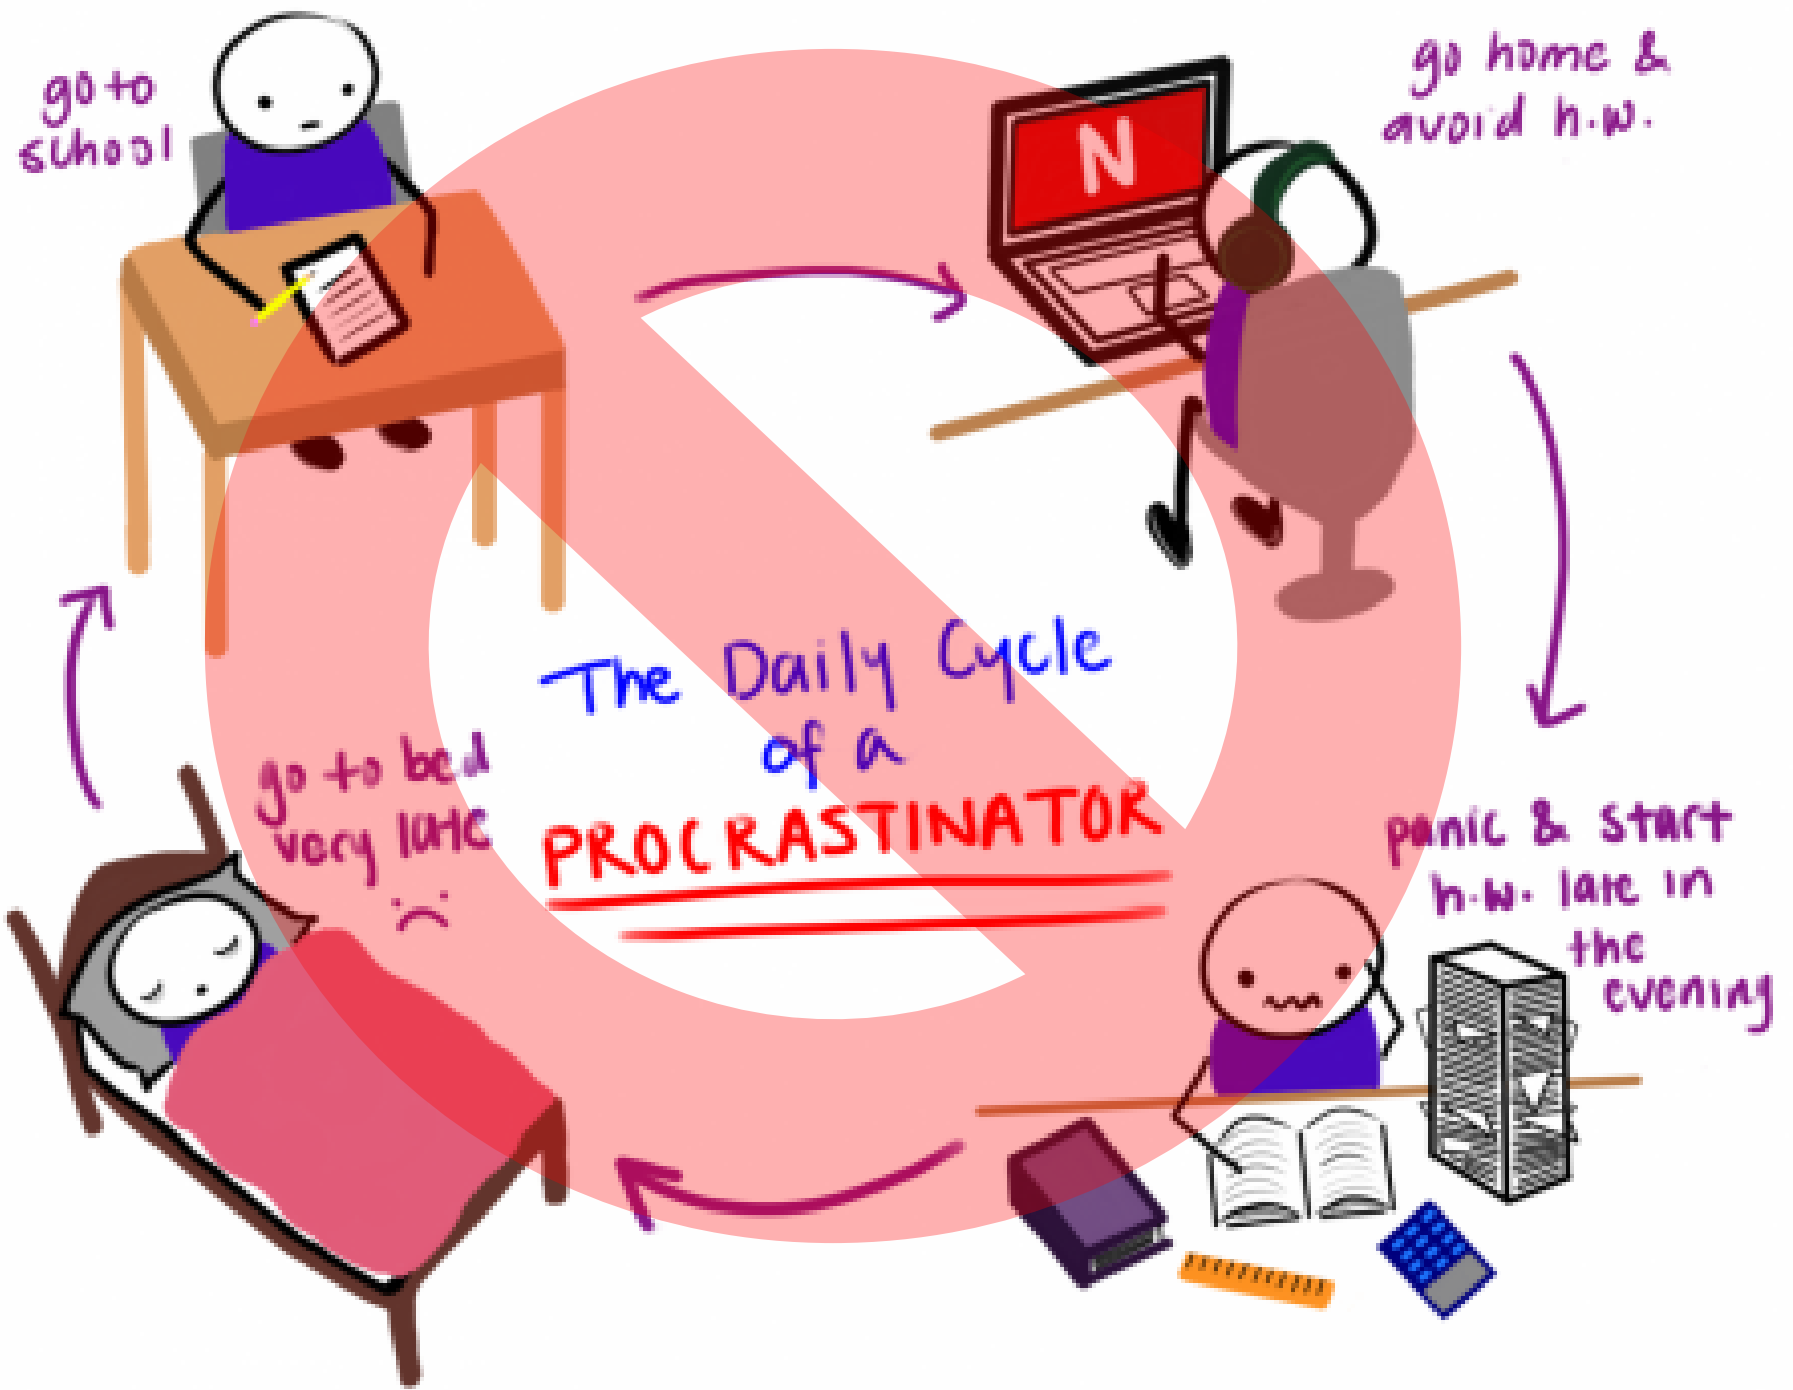 go to
school
go home &
avoid h.w.
N
The Daily Cycle
of a
PROCRASTINATOR
go to bed
very late
panic & start
h.w. late in
the
evening